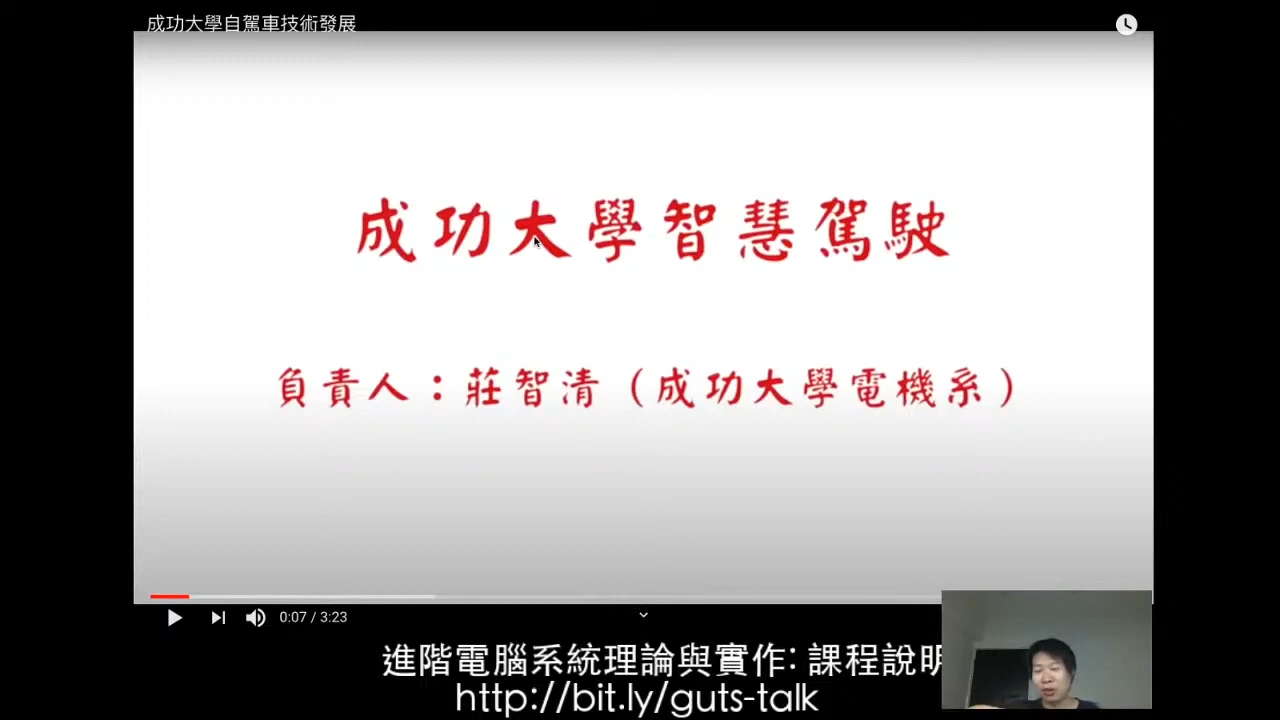 成功大學自駕車技術發展
成功大學智慧駕駛
負責人：莊智清（成功大學電機系）
0:07 / 3:23
進階電腦系統理論與實作: 課程說明
http://bit.ly/guts-talk